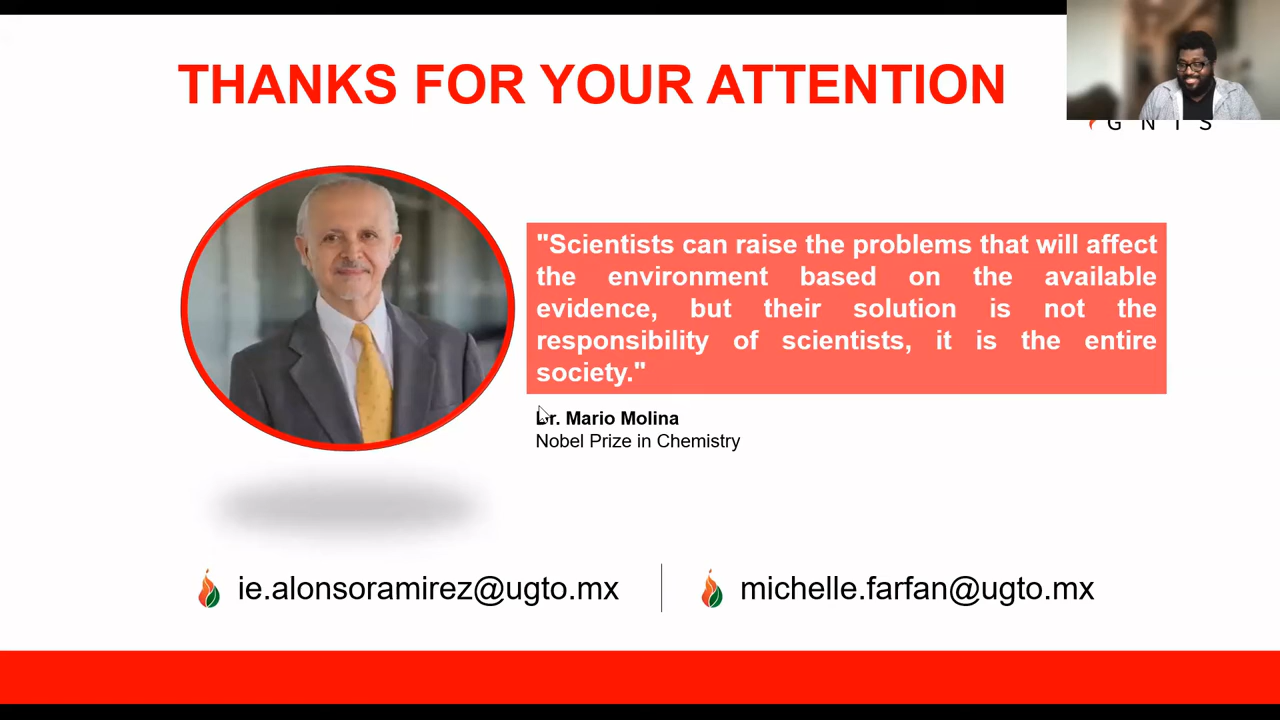 THANKS FOR YOUR ATTENTION
G N I S
"Scientists can raise the problems that will affect
the environment based on the available
evidence, but their solution is not the
responsibility of scientists, it is the entire
society."
Dr. Mario Molina
Nobel Prize in Chemistry
ie.alonsoramirez@ugto.mx
michelle.farfan@ugto.mx